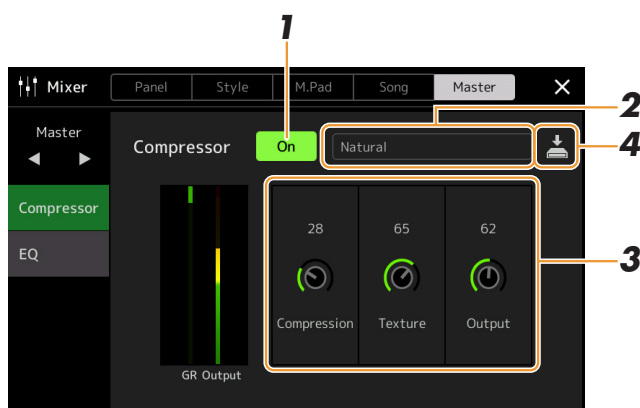 1
Mixer Panel Style M.Pad Song Master ×
2
Master
Compressor On Natural
4
Compressor
EQ
28 65 62
3
Compression Texture Output
GR Output